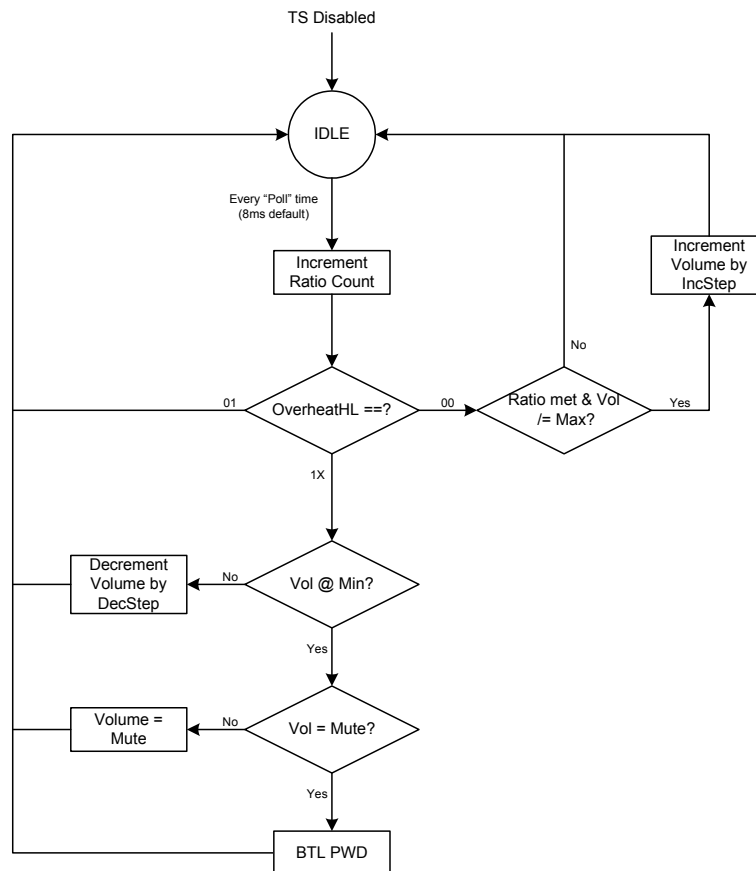 TS Disabled
IDLE
Every “Poll” time
(8ms default)
Increment
Ratio Count
Increment
Volume by
IncStep
No
01
OverheatHL ==?
00
Ratio met & Vol
/= Max?
Yes
1X
Decrement
Volume by
DecStep
No
Vol @ Min?
Yes
Volume =
Mute
No
Vol = Mute?
Yes
BTL PWD